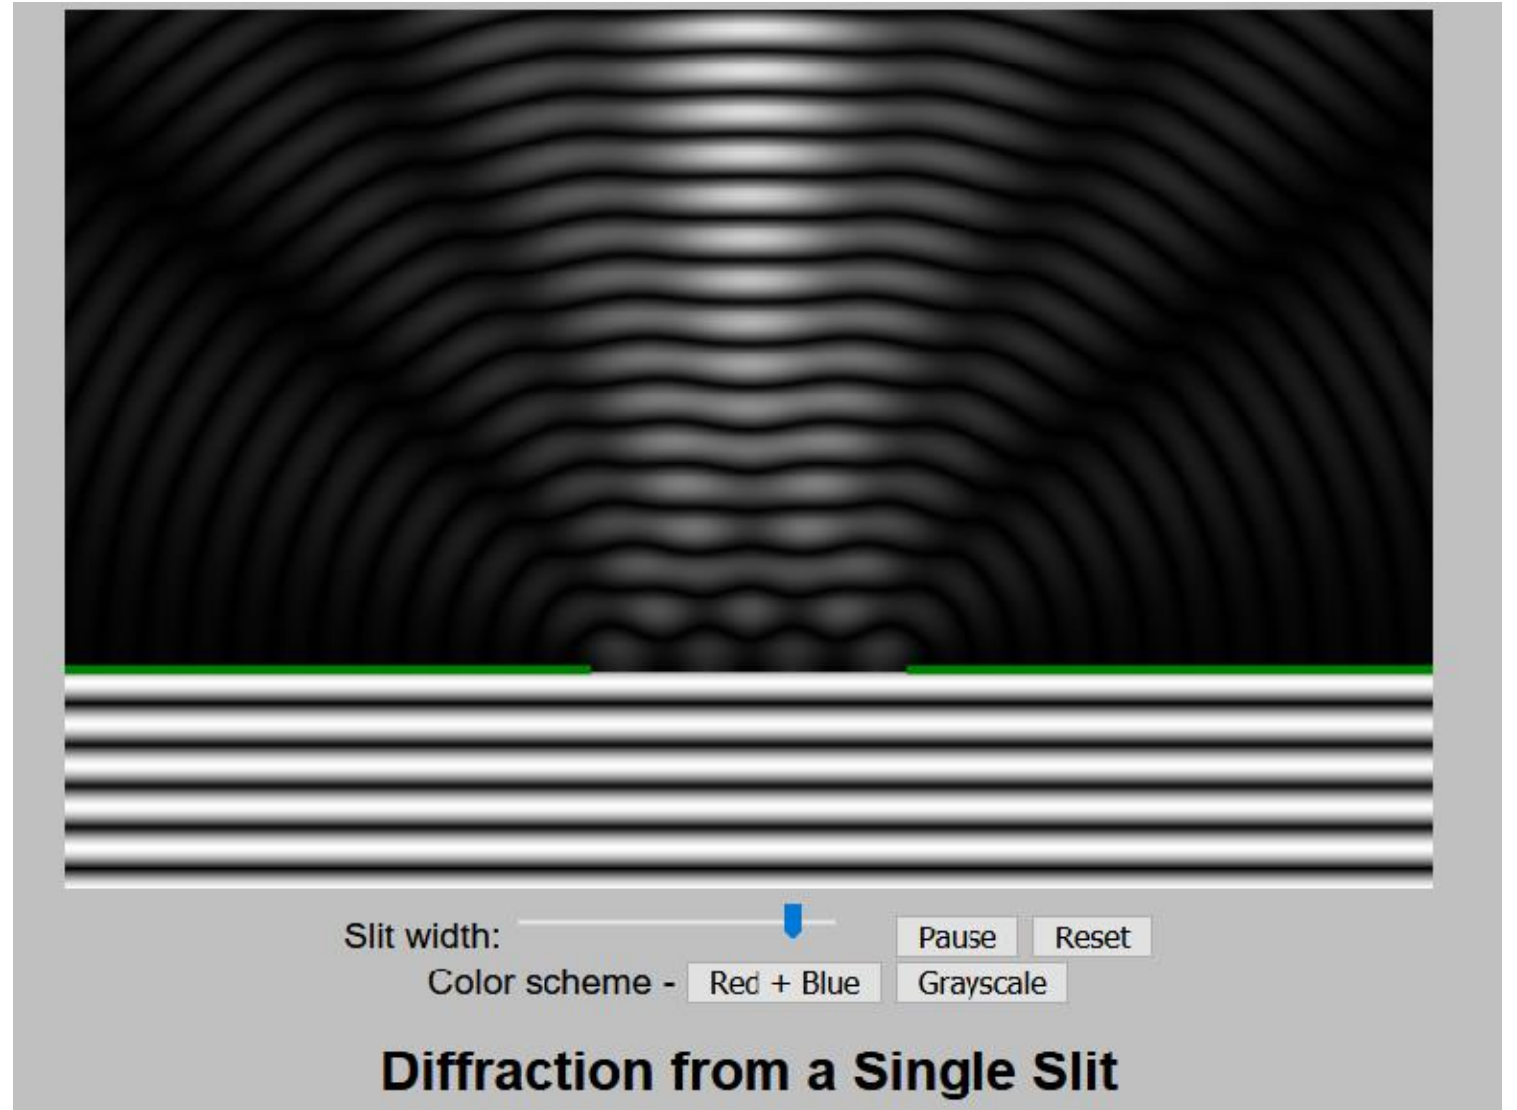 Slit width: Pause Reset
Color scheme - Red + Blue Grayscale
Diffraction from a Single Slit